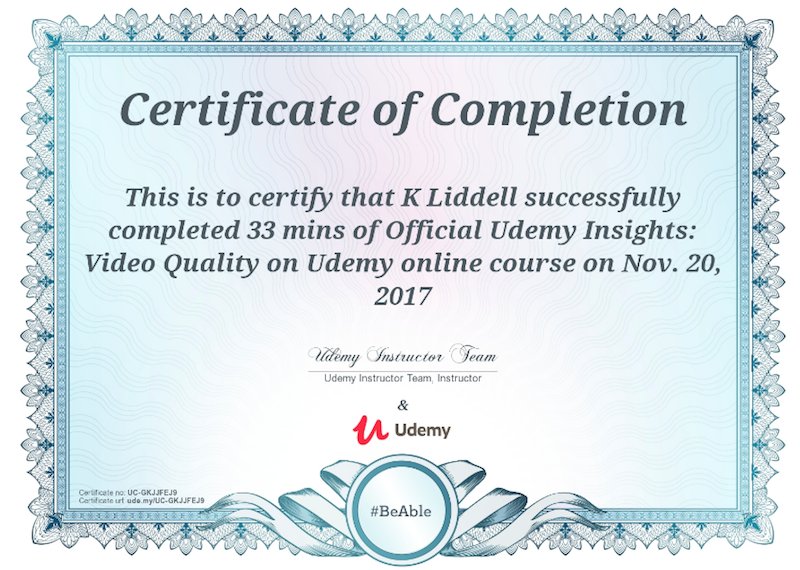 Certificate of Completion
This is to certify that K Liddell successfully
completed 33 mins of Official Udemy Insights:
Video Quality on Udemy online course on Nov. 20,
2017
Udemy Instructor Team
Udemy Instructor Team, Instructor
&
Udemy
Certificate no: UC-GKJJFEJ9
Certificate url: ude.my/UC-GKJJFEJ9
#BeAble